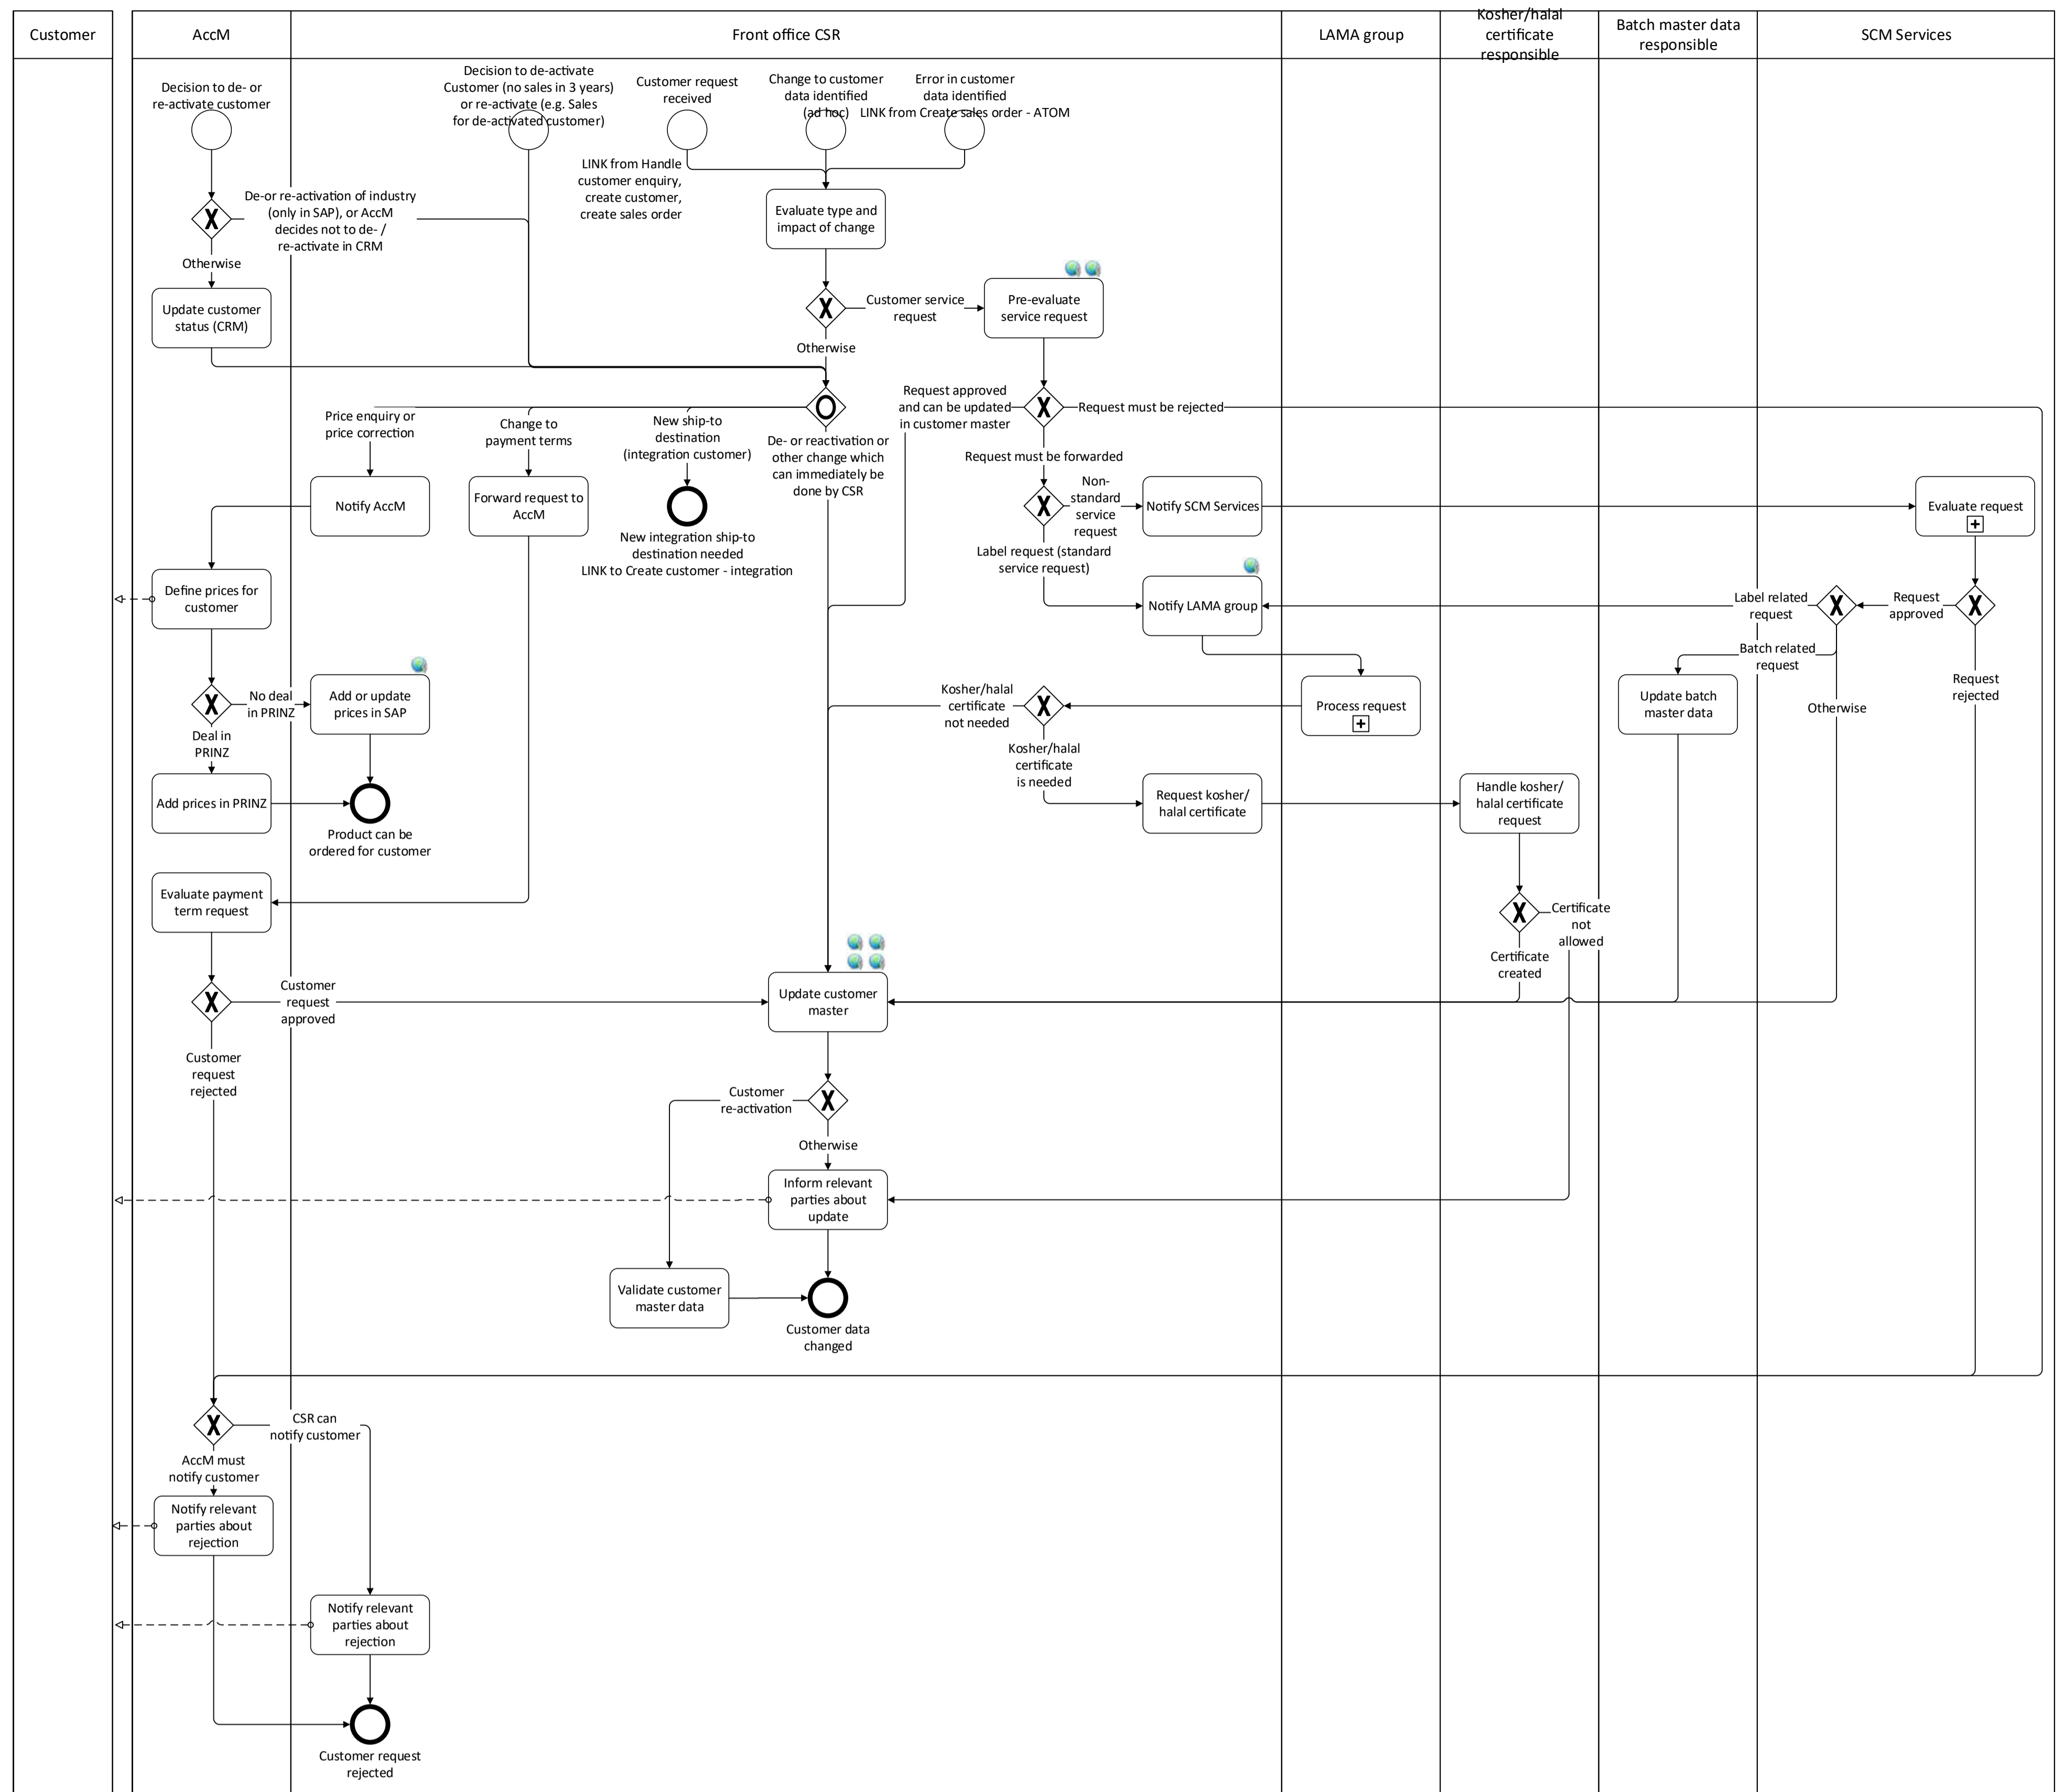 Customer
AccM
Front office CSR
LAMA group
Kosher/halal
certificate
responsible
Batch master data
responsible
SCM Services
Decision to de- or
re-activate customer
Decision to de-activate
Customer (no sales in 3 years)
or re-activate (e.g. Sales
for de-activated customer)
Customer request
received
Change to customer
data identified
(ad hoc)
Error in customer
data identified
LINK from Create sales order - ATOM
LINK from Handle
customer enquiry,
create customer,
create sales order
De-or re-activation of industry
(only in SAP), or AccM
decides not to de- /
re-activate in CRM
Evaluate type and
impact of change
X
Otherwise
Update customer
status (CRM)
X
Customer service
request
Pre-evaluate
service request
Otherwise
Request approved
and can be updated
in customer master
X
Request must be rejected
Price enquiry or
price correction
Change to
payment terms
New ship-to
destination
(integration customer)
De- or reactivation or
other change which
can immediately be
done by CSR
Request must be forwarded
Notify AccM
Forward request to
AccM
New integration ship-to
destination needed
LINK to Create customer - integration
X
Non-
standard
service
request
Notify SCM Services
Evaluate request
+
Label request (standard
service request)
Define prices for
customer
Notify LAMA group
Label related
request
X
Request
approved
X
Batch related
request
Request
rejected
X
No deal
in PRINZ
Add or update
prices in SAP
Kosher/halal
certificate
not needed
X
Process request
+
Update batch
master data
Otherwise
Deal in
PRINZ
Kosher/halal
certificate
is needed
Add prices in PRINZ
Product can be
ordered for customer
Request kosher/
halal certificate
Handle kosher/
halal certificate
request
Evaluate payment
term request
X
Certificate
not
allowed
Certificate
created
X
Customer
request
approved
Update customer
master
Customer
request
rejected
Customer
re-activation
X
Otherwise
Inform relevant
parties about
update
Validate customer
master data
Customer data
changed
X
CSR can
notify customer
AccM must
notify customer
Notify relevant
parties about
rejection
Notify relevant
parties about
rejection
Customer request
rejected